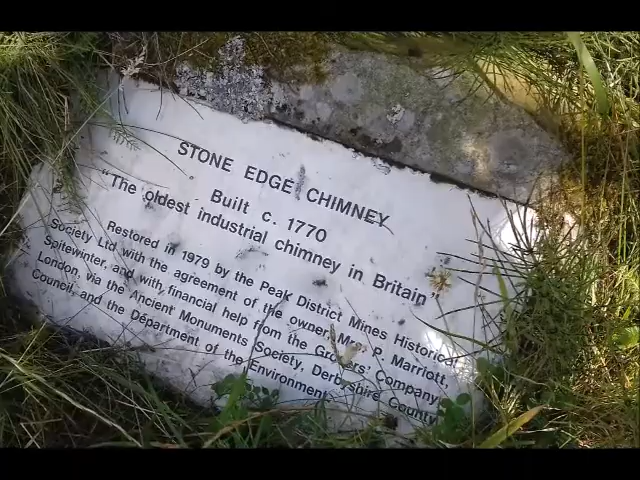 STONE EDGE CHIMNEY
Built c. 1770
"The oldest industrial chimney in Britain"
Restored in 1979 by the Peak District Mines Historical
Society Ltd with the agreement of the owner Mrs P. Marriott,
Spitewinter, and with financial help from the Grocers' Company
London, via the Ancient Monuments Society, Derbyshire County
Council, and the Department of the Environment.